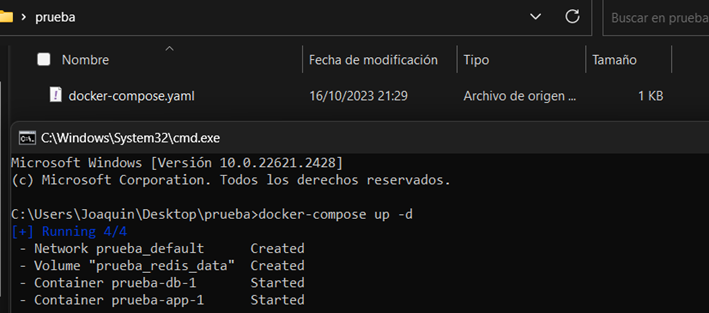 prueba
Buscar en prueba
Nombre Fecha de modificación Tipo Tamaño
docker-compose.yaml 16/10/2023 21:29 Archivo de origen ... 1 KB
C:\Windows\System32\cmd.exe
Microsoft Windows [Versión 10.0.22621.2428]
(c) Microsoft Corporation. Todos los derechos reservados.
C:\Users\Joaquin\Desktop\prueba>docker-compose up -d
[+] Running 4/4
- Network prueba_default Created
- Volume "prueba_redis_data" Created
- Container prueba-db-1 Started
- Container prueba-app-1 Started